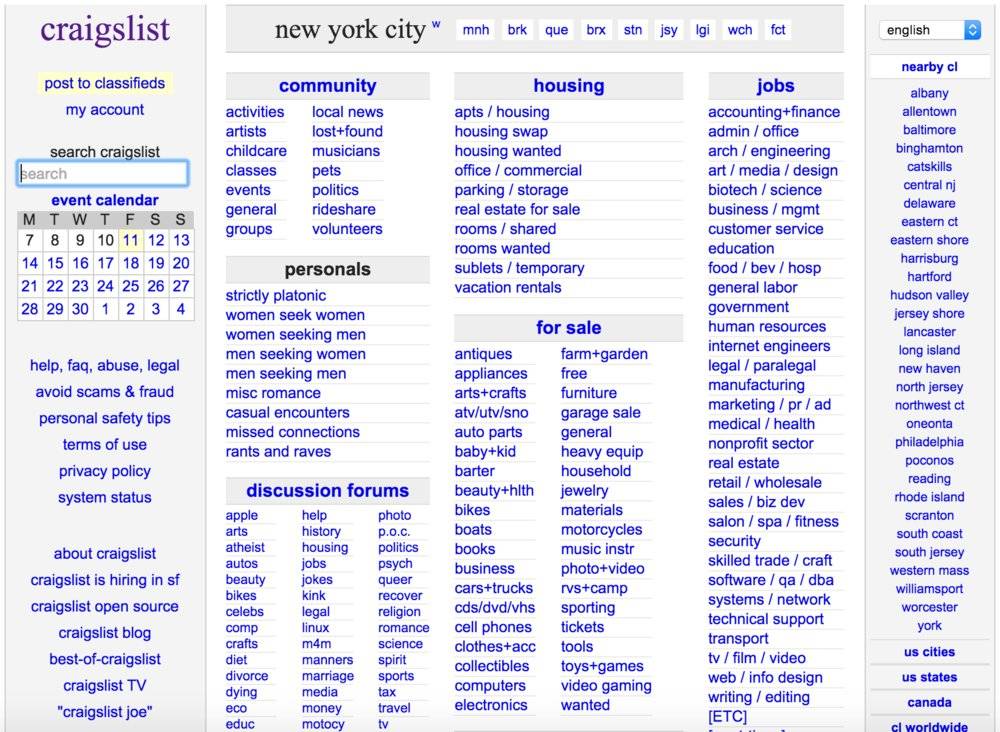 craigslist
post to classifieds
my account
search craigslist
search
event calendar
M T W T F S S
7 8 9 10 11 12 13
14 15 16 17 18 19 20
21 22 23 24 25 26 27
28 29 30 1 2 3 4
help, faq, abuse, legal
avoid scams & fraud
personal safety tips
terms of use
privacy policy
system status
about craigslist
craigslist is hiring in sf
craigslist open source
craigslist blog
best-of-craigslist
craigslist TV
"craigslist joe"
new york city w mnh brk que brx stn jsy lgi wch fct
community
activities
artists
childcare
classes
events
general
groups
local news
lost+found
musicians
pets
politics
rideshare
volunteers
personals
strictly platonic
women seek women
women seeking men
men seeking women
men seeking men
misc romance
casual encounters
missed connections
rants and raves
discussion forums
apple
arts
atheist
autos
beauty
bikes
celebs
comp
crafts
diet
divorce
dying
eco
educ
help
history
housing
jobs
jokes
kink
legal
linux
m4m
manners
marriage
media
money
motocy
photo
p.o.c.
politics
psych
queer
recover
religion
romance
science
spirit
sports
tax
travel
tv
housing
apts / housing
housing swap
housing wanted
office / commercial
parking / storage
real estate for sale
rooms / shared
rooms wanted
sublets / temporary
vacation rentals
for sale
antiques
appliances
arts+crafts
atv/utv/sno
auto parts
baby+kid
barter
beauty+hlth
bikes
boats
books
business
cars+trucks
cds/dvd/vhs
cell phones
clothes+acc
collectibles
computers
electronics
farm+garden
free
furniture
garage sale
general
heavy equip
household
jewelry
materials
motorcycles
music instr
photo+video
rvs+camp
sporting
tickets
tools
toys+games
video gaming
wanted
jobs
accounting+finance
admin / office
arch / engineering
art / media / design
biotech / science
business / mgmt
customer service
education
food / bev / hosp
general labor
government
human resources
internet engineers
legal / paralegal
manufacturing
marketing / pr / ad
medical / health
nonprofit sector
real estate
retail / wholesale
sales / biz dev
salon / spa / fitness
security
skilled trade / craft
software / qa / dba
systems / network
technical support
transport
tv / film / video
web / info design
writing / editing
[ETC]
english
nearby cl
albany
allentown
baltimore
binghamton
catskills
central nj
delaware
eastern ct
eastern shore
harrisburg
hartford
hudson valley
jersey shore
lancaster
long island
new haven
north jersey
northwest ct
oneonta
philadelphia
poconos
reading
rhode island
scranton
south coast
south jersey
western mass
williamsport
worcester
york
us cities
us states
canada
cl worldwide